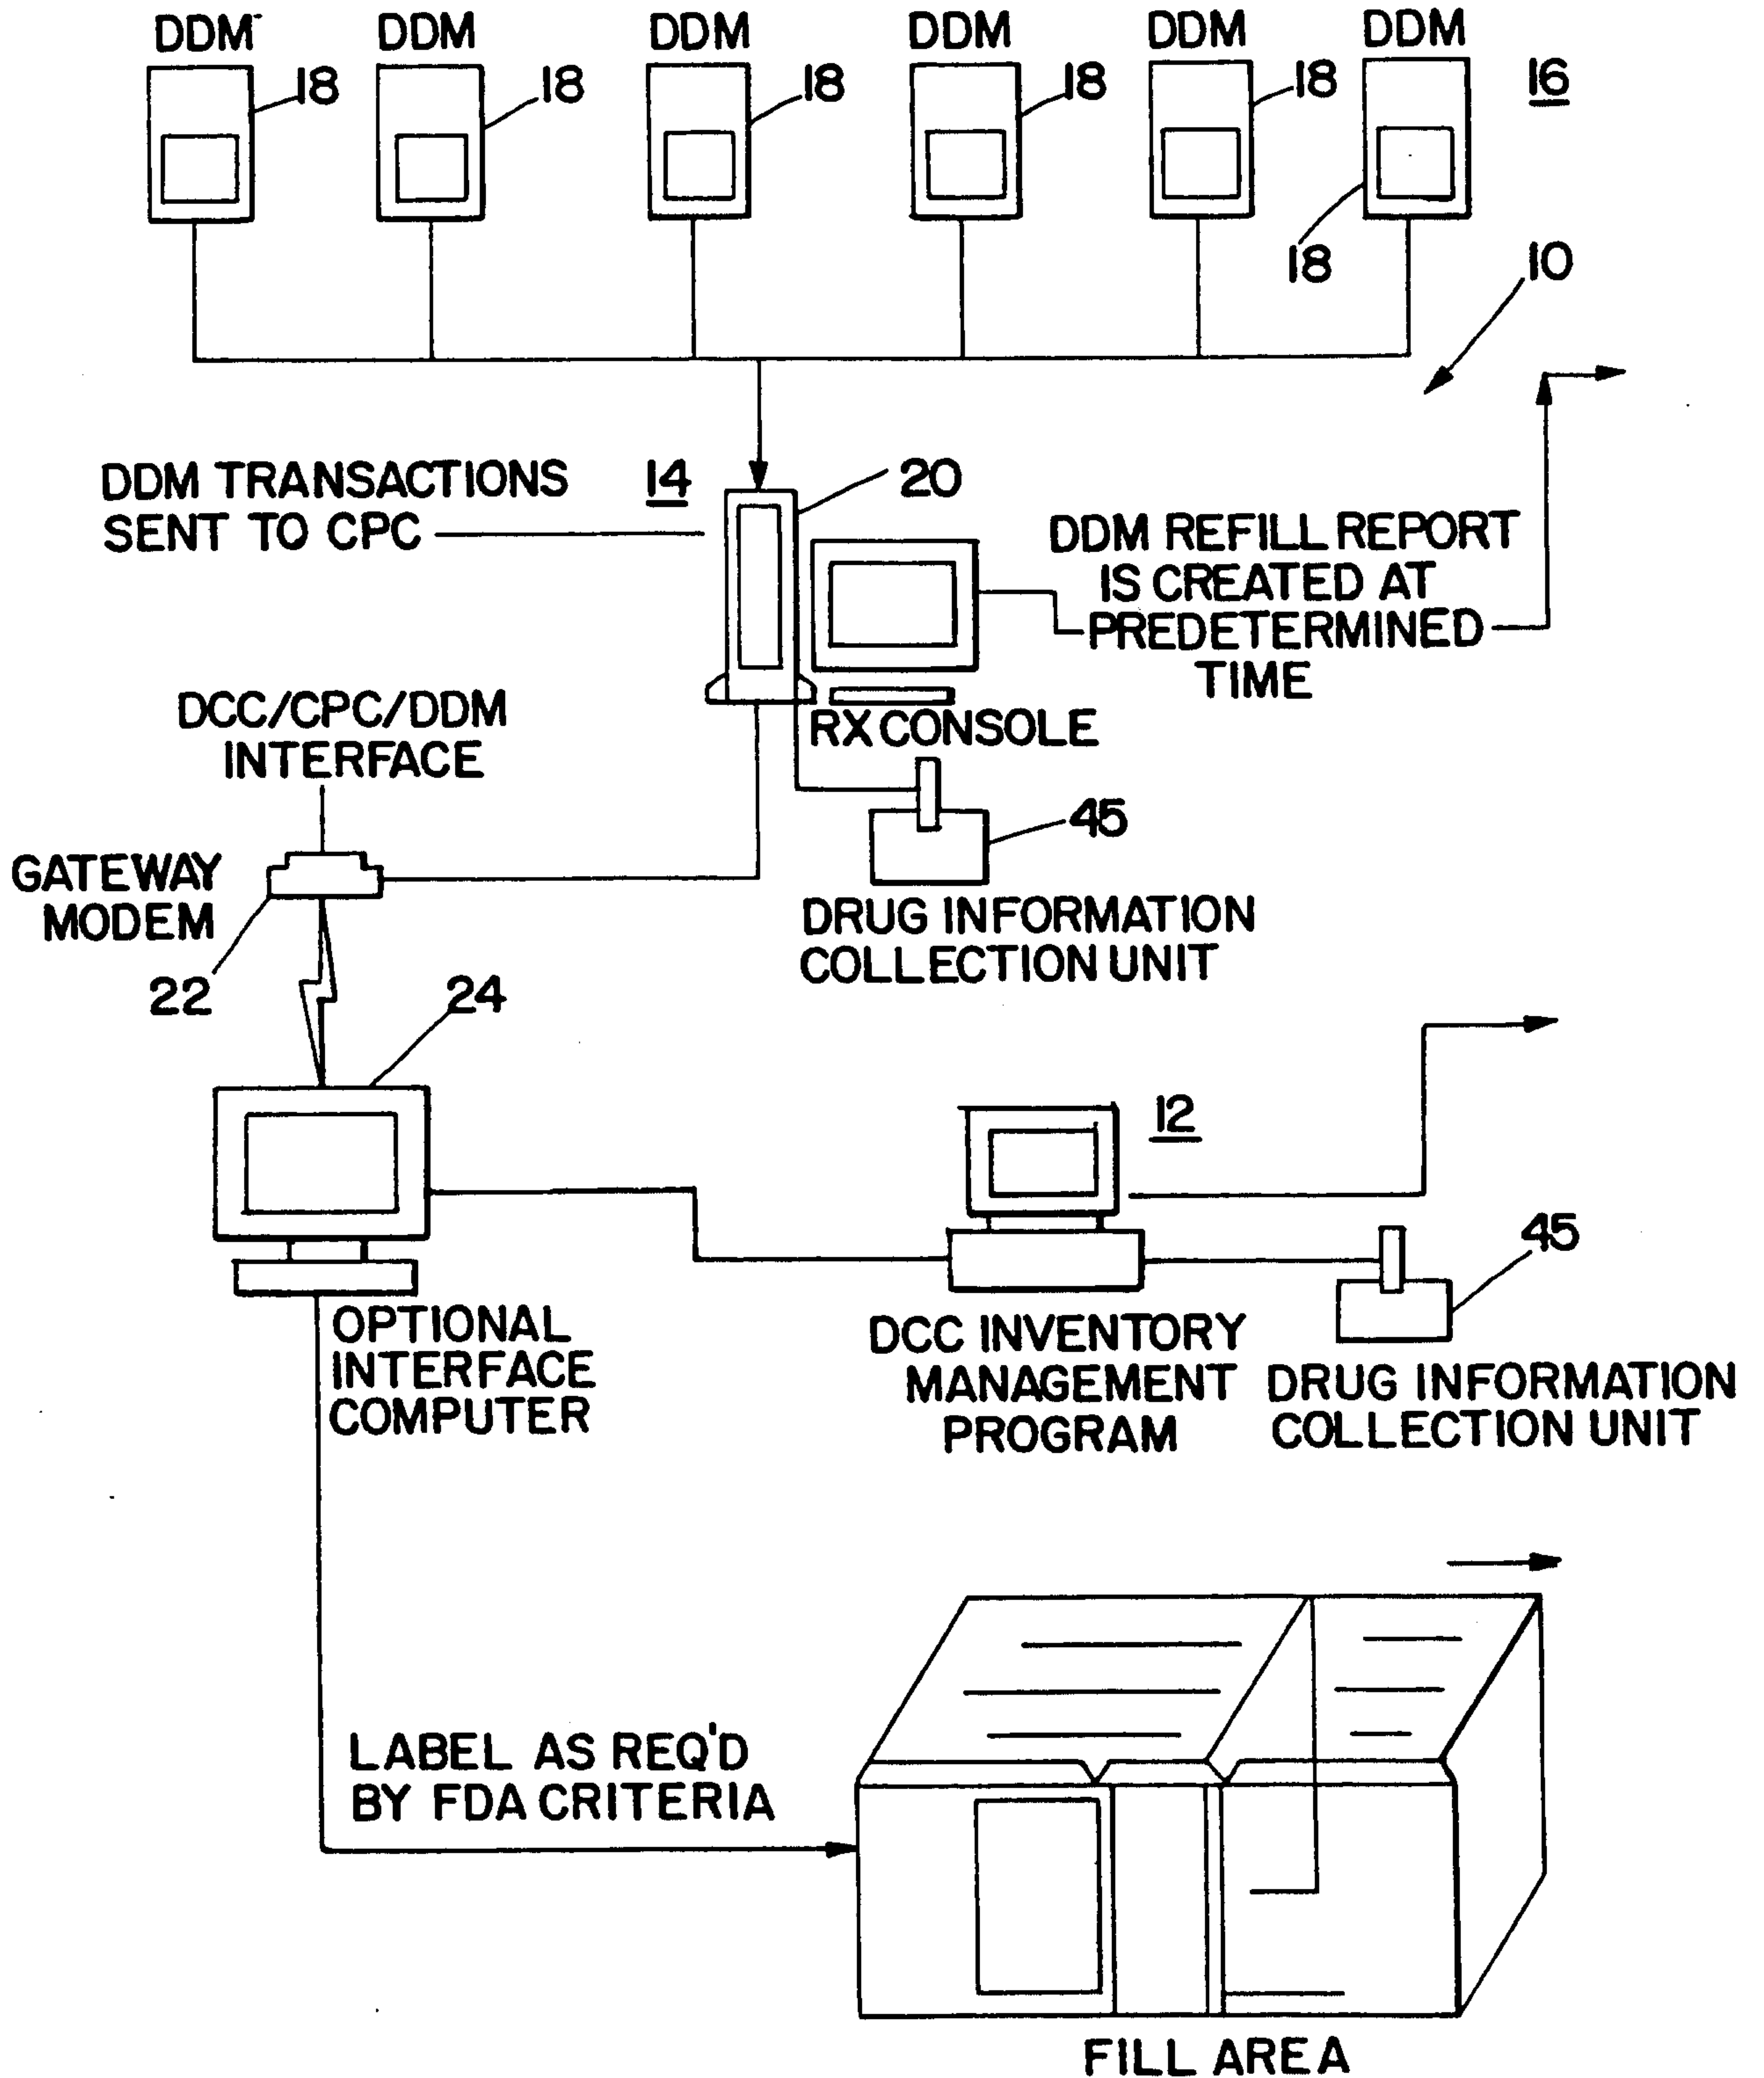 DDM DDM DDM DDM DDM DDM
18 18 18 18 18 16
18
10
DDM TRANSACTIONS
SENT TO CPC
14
20
DDM REFILL REPORT
IS CREATED AT
PREDETERMINED
TIME
RX CONSOLE
DCC/CPC/DDM
INTERFACE
45
GATEWAY
MODEM
22
DRUG INFORMATION
COLLECTION UNIT
24
12
45
OPTIONAL
INTERFACE
COMPUTER
DCC INVENTORY
MANAGEMENT
PROGRAM
DRUG INFORMATION
COLLECTION UNIT
LABEL AS REQ'D
BY FDA CRITERIA
FILL AREA